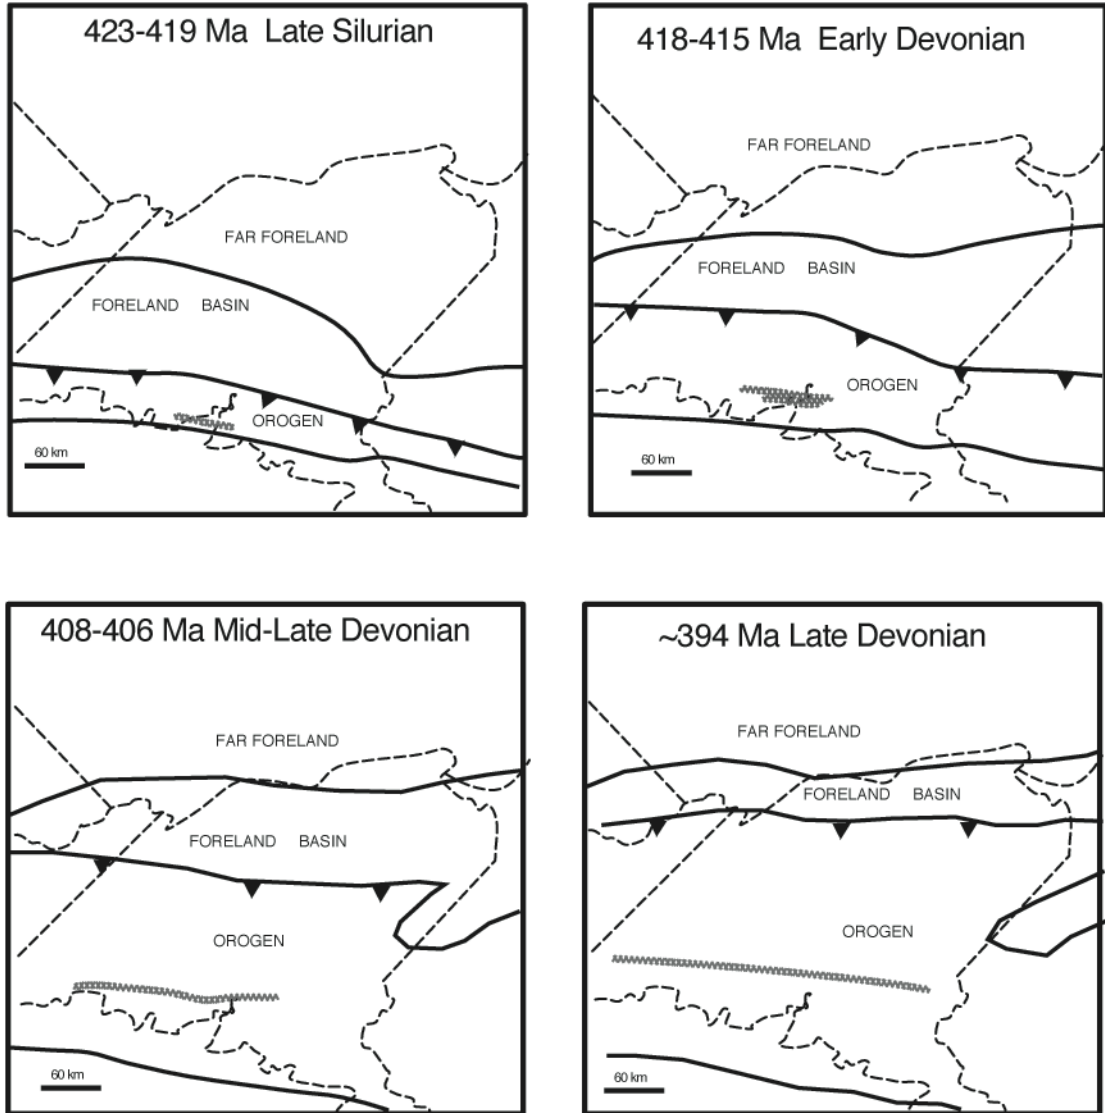 423-419 Ma Late Silurian
FAR FORELAND
FORELAND BASIN
OROGEN
60 km
418-415 Ma Early Devonian
FAR FORELAND
FORELAND BASIN
OROGEN
60 km
408-406 Ma Mid-Late Devonian
FAR FORELAND
FORELAND BASIN
OROGEN
60 km
~394 Ma Late Devonian
FAR FORELAND
FORELAND BASIN
OROGEN
60 km